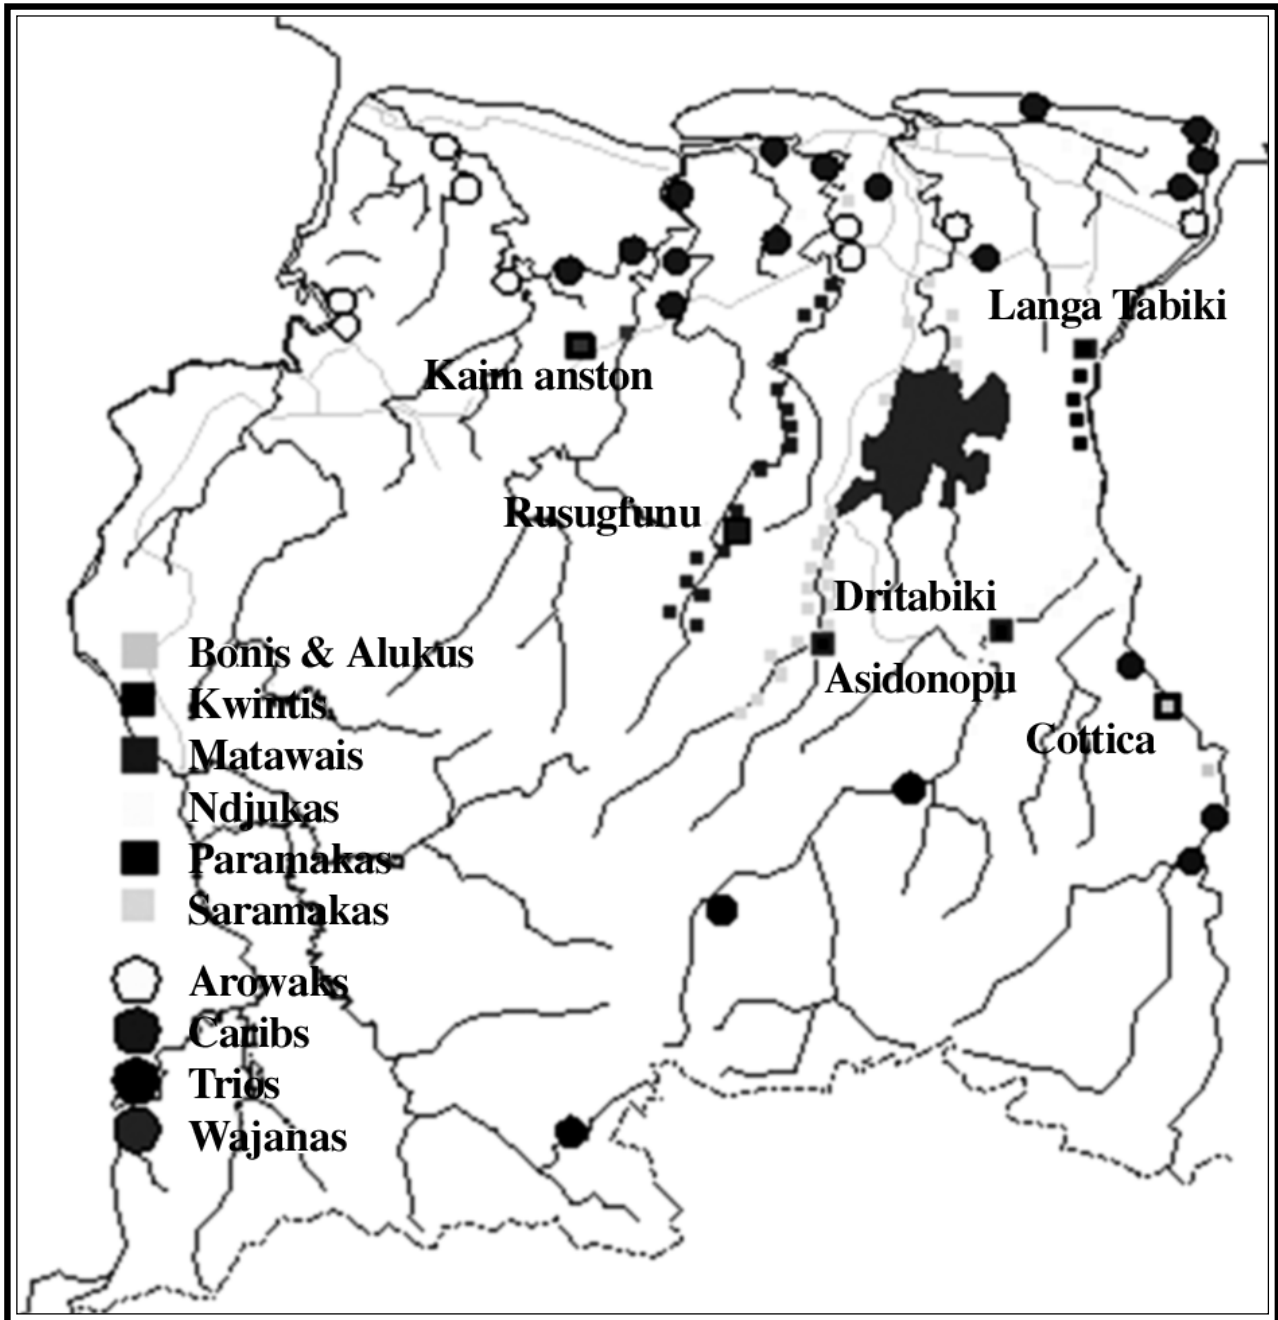 Langa Tabiki
Kaim anston
Rusugfunu
Dritabiki
Asidonopu
Cottica
Bonis & Alukus
Kwintis
Matawais
Ndjukas
Paramakas
Saramakas
Arowaks
Caribs
Trios
Wajanas